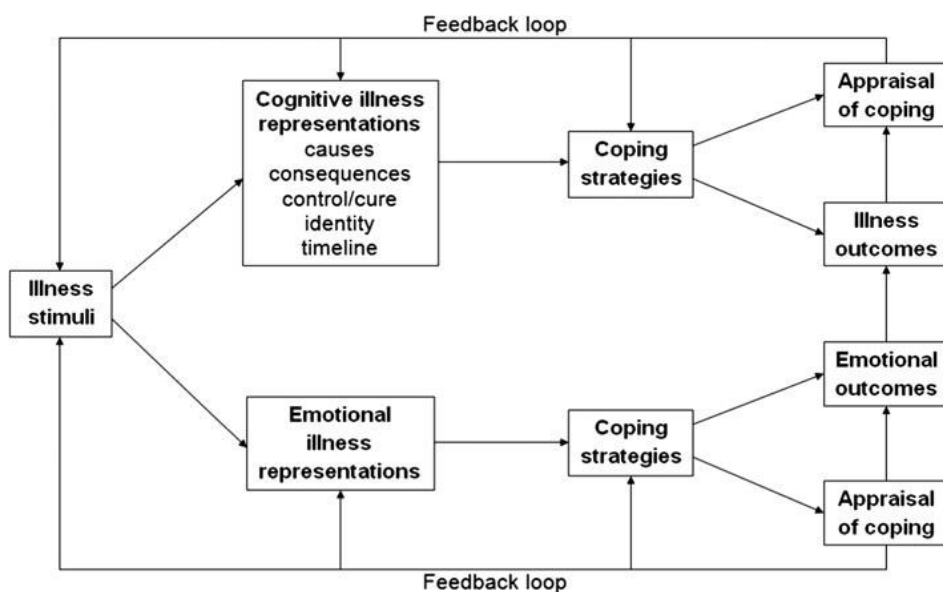 Feedback loop
Cognitive illness
representations
causes
consequences
control/cure
identity
timeline
Coping
strategies
Appraisal
of coping
Illness
outcomes
Illness
stimuli
Emotional
illness
representations
Coping
strategies
Emotional
outcomes
Appraisal
of coping
Feedback loop